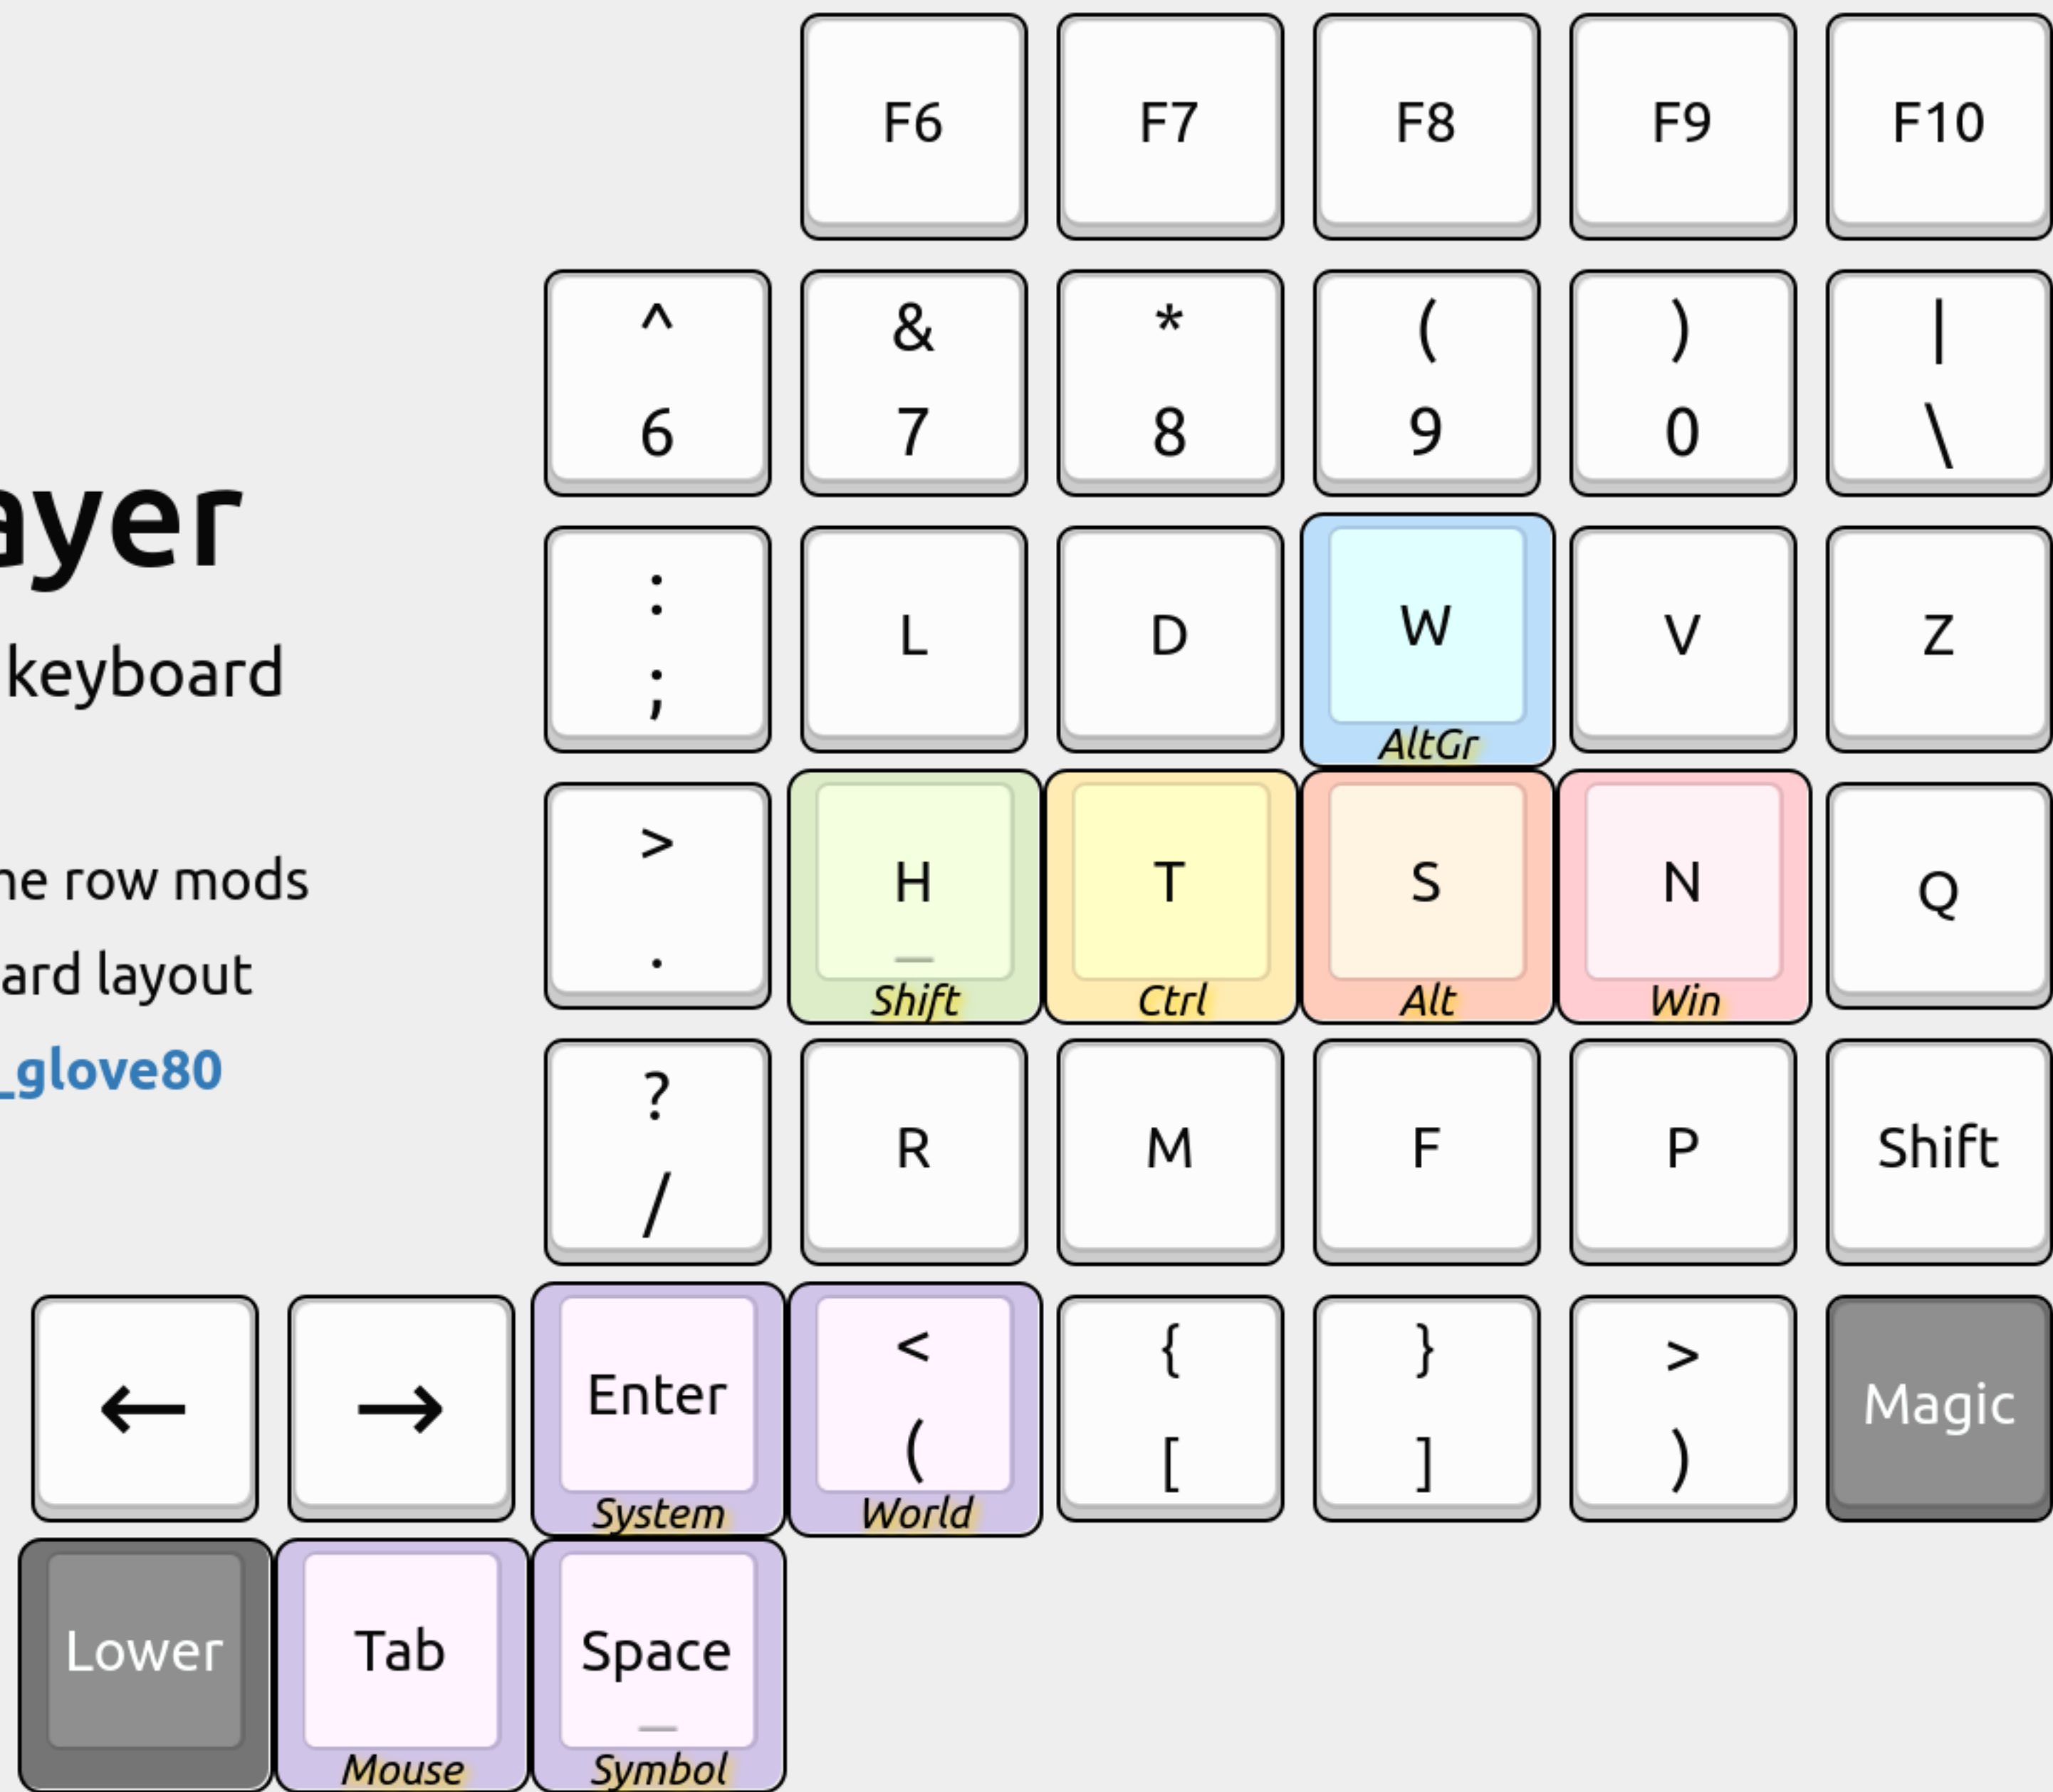 F6 F7 F8 F9 F10
^ & * ( ) |
6 7 8 9 0 \
ayer
keyboard
: L D W V Z
;
AltGr
ne row mods
ard layout
_glove80
> H T S N Q
.
Shift Ctrl Alt Win
? R M F P Shift
/
← → Enter < { } > Magic
( [ ] )
System World
Lower Tab Space
Mouse Symbol